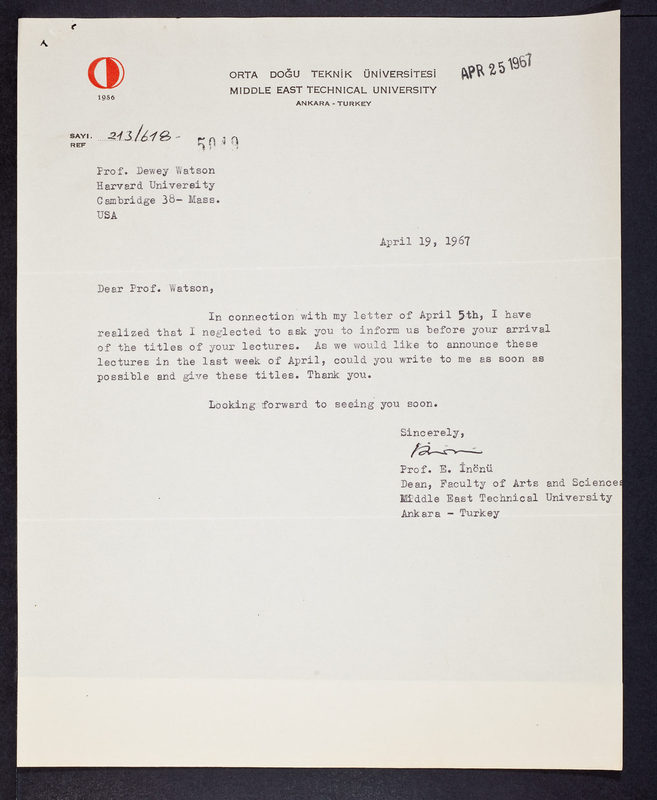 ORTA DOĞU TEKNİK ÜNİVERSİTESİ
MIDDLE EAST TECHNICAL UNIVERSITY
ANKARA - TURKEY
APR 25 1967
1956
SAYI. 213/618-
REF
Prof. Dewey Watson
Harvard Univereity
Cambridge 38- Mass.
USA
April 19, 1967
Dear Prof. Watson,
In connection with my letter of April 5th, I have
realized that I neglected to ask you to inform us before your arrival
of the titles of your lectures. As we would like to announce these
lectures in the last week of April, could you write to me as soon as
possible and give these titles. Thank you.
Looking forward to seeing you soon.
Sincerely,
Prof. E. İnönü
Dean, Faculty of Arts and Sciences
Middle East Technical University
Ankara - Turkey